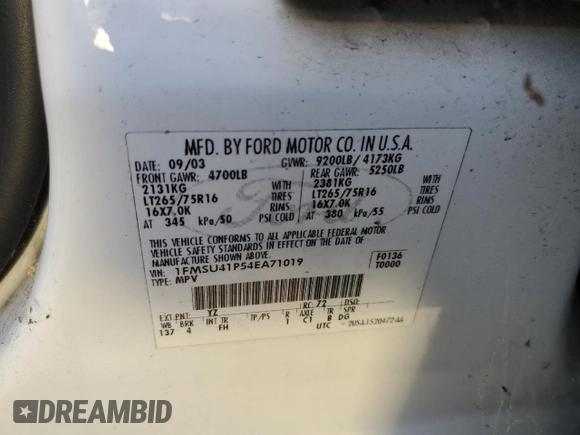 MFD. BY FORD MOTOR CO. IN U.S.A.
DATE: 09/03 GVWR: 9200LB/ 4173KG
FRONT GAWR: 4700LB REAR GAWR: 5250LB
2131KG 2381KG
LT265/75R16 TIRES LT265/75R16 TIRES
16X7.0K RIMS 16X7.0K RIMS
AT 345 kPa/50 PSI COLD AT 380 kPa/55 PSI COLD
THIS VEHICLE CONFORMS TO ALL APPLICABLE FEDERAL MOTOR
VEHICLE SAFETY STANDARDS IN EFFECT ON THE DATE OF
MANUFACTURE SHOWN ABOVE.
VIN: 1FMSU41P54EA71019 F0136
TYPE: MPV T0000
EXT PNT: YZ RC: 72 DSO:
WB BRK INT TR TP/PS R AXLE TR SPR
137 4 FH 1 C1 B DG
UTC
Ford
DREAMBID